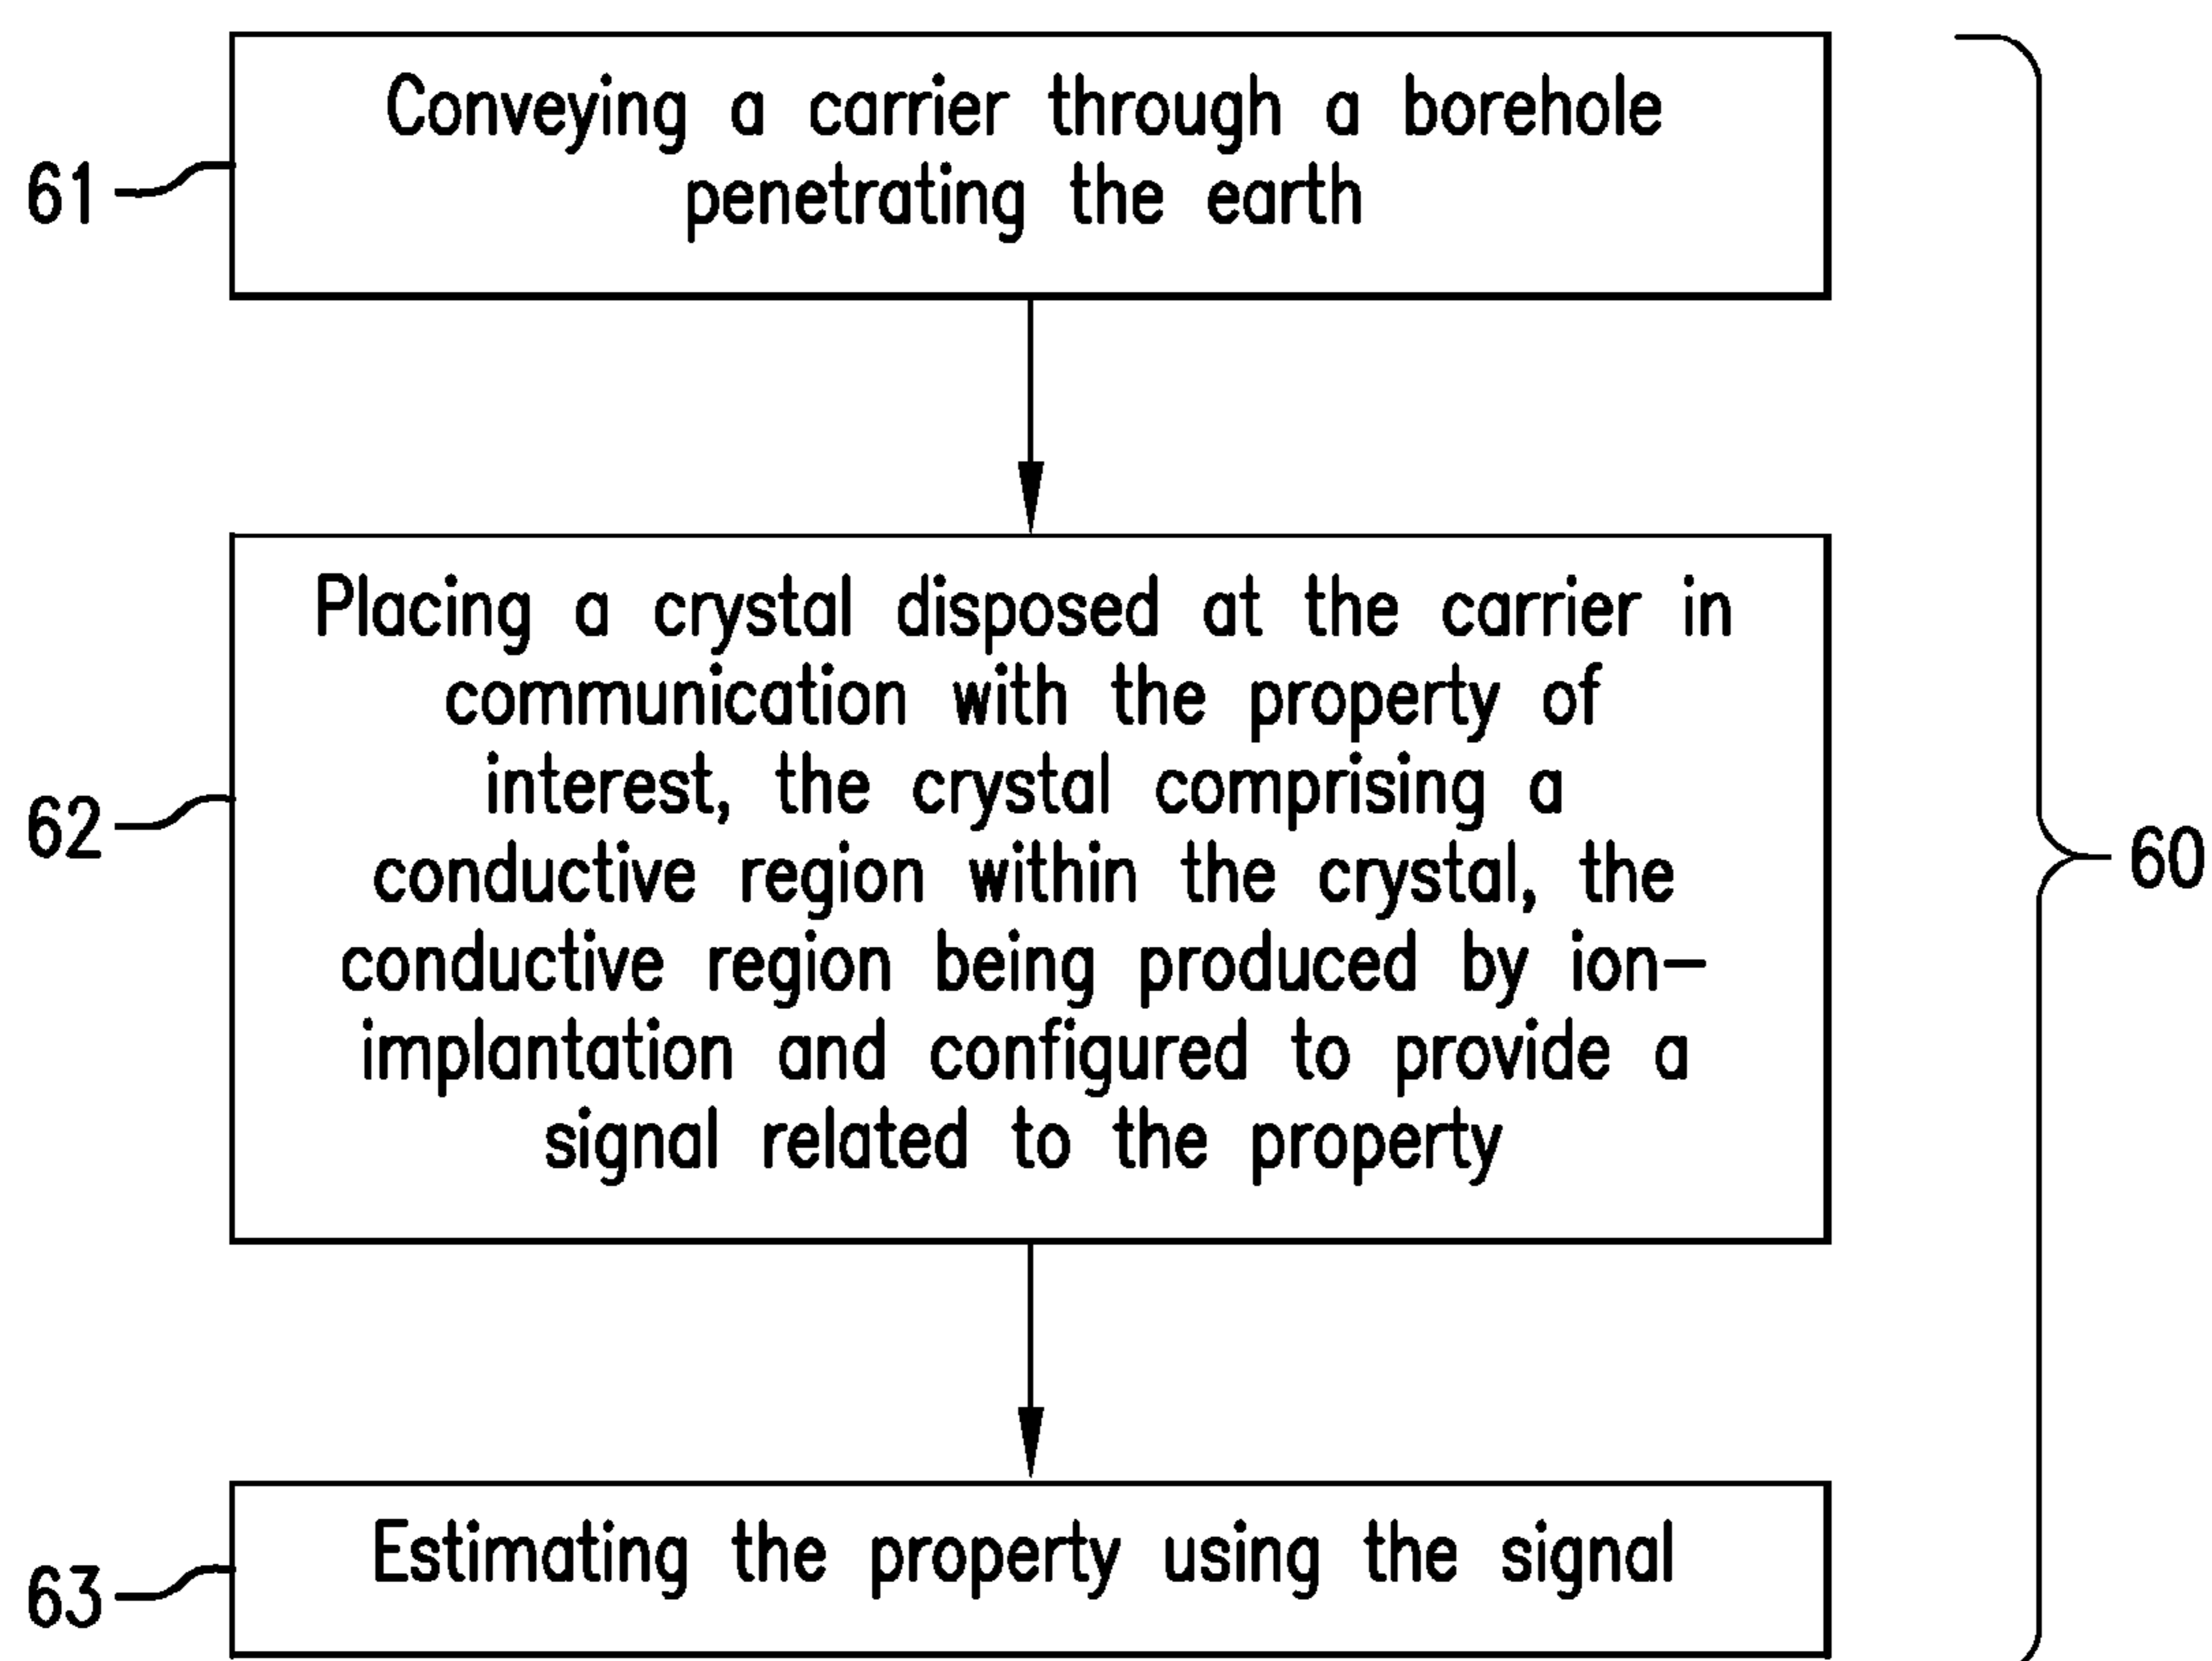 Conveying a carrier through a borehole
penetrating the earth
61
Placing a crystal disposed at the carrier in
communication with the property of
interest, the crystal comprising a
conductive region within the crystal, the
conductive region being produced by ion–
implantation and configured to provide a
signal related to the property
62
60
Estimating the property using the signal
63